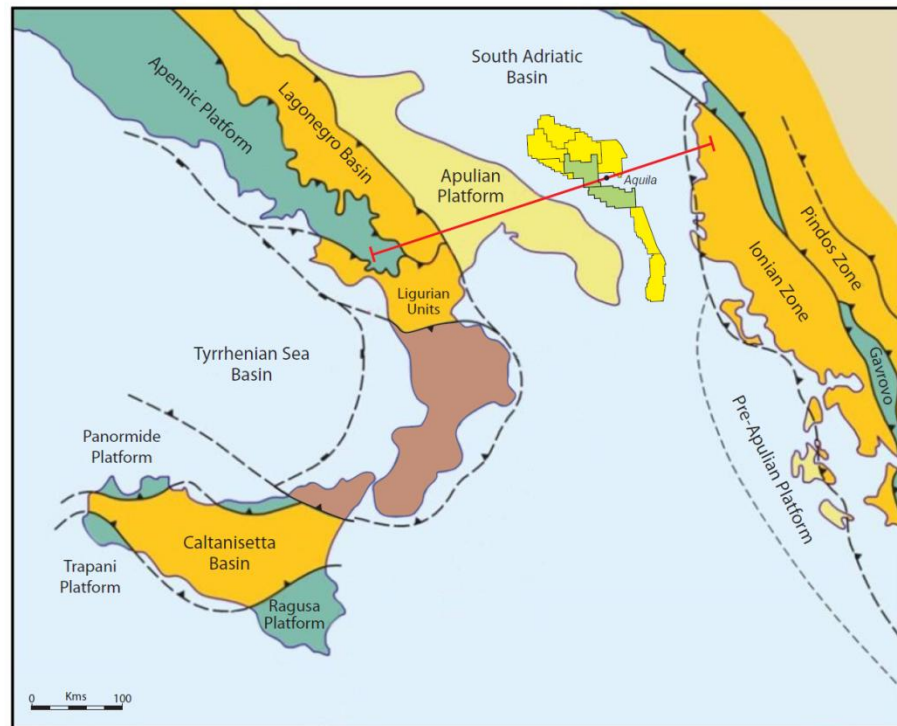 South Adriatic
Basin
Apennic Platform
Lagonegro Basin
Apulian
Platform
Aquila
Pindos Zone
Ionian Zone
Ligurian
Units
Tyrrhenian Sea
Basin
Gavrovo
Pre-Apulian Platform
Panormide
Platform
Caltanisetta
Basin
Trapani
Platform
Ragusa
Platform
0 Kms 100